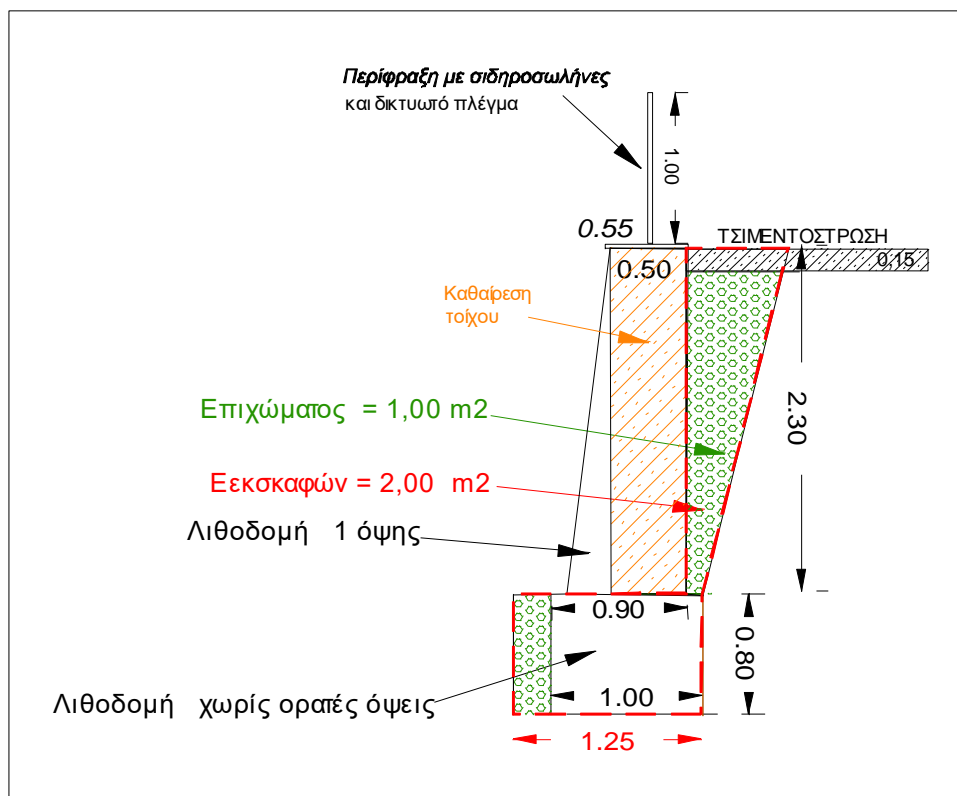 Περίφραξη με σιδηροσωλήνες
και δικτυωτό πλέγμα
1.00
0.55
ΤΣΙΜΕΝΤΟΣΤΡΩΣΗ
0,15
0.50
Καθαίρεση
τοίχου
2.30
Επιχώματος = 1,00 m2
Εεκσκαφών = 2,00 m2
Λιθοδομή 1 όψης
0.90
0.80
Λιθοδομή χωρίς ορατές όψεις
1.00
1.25